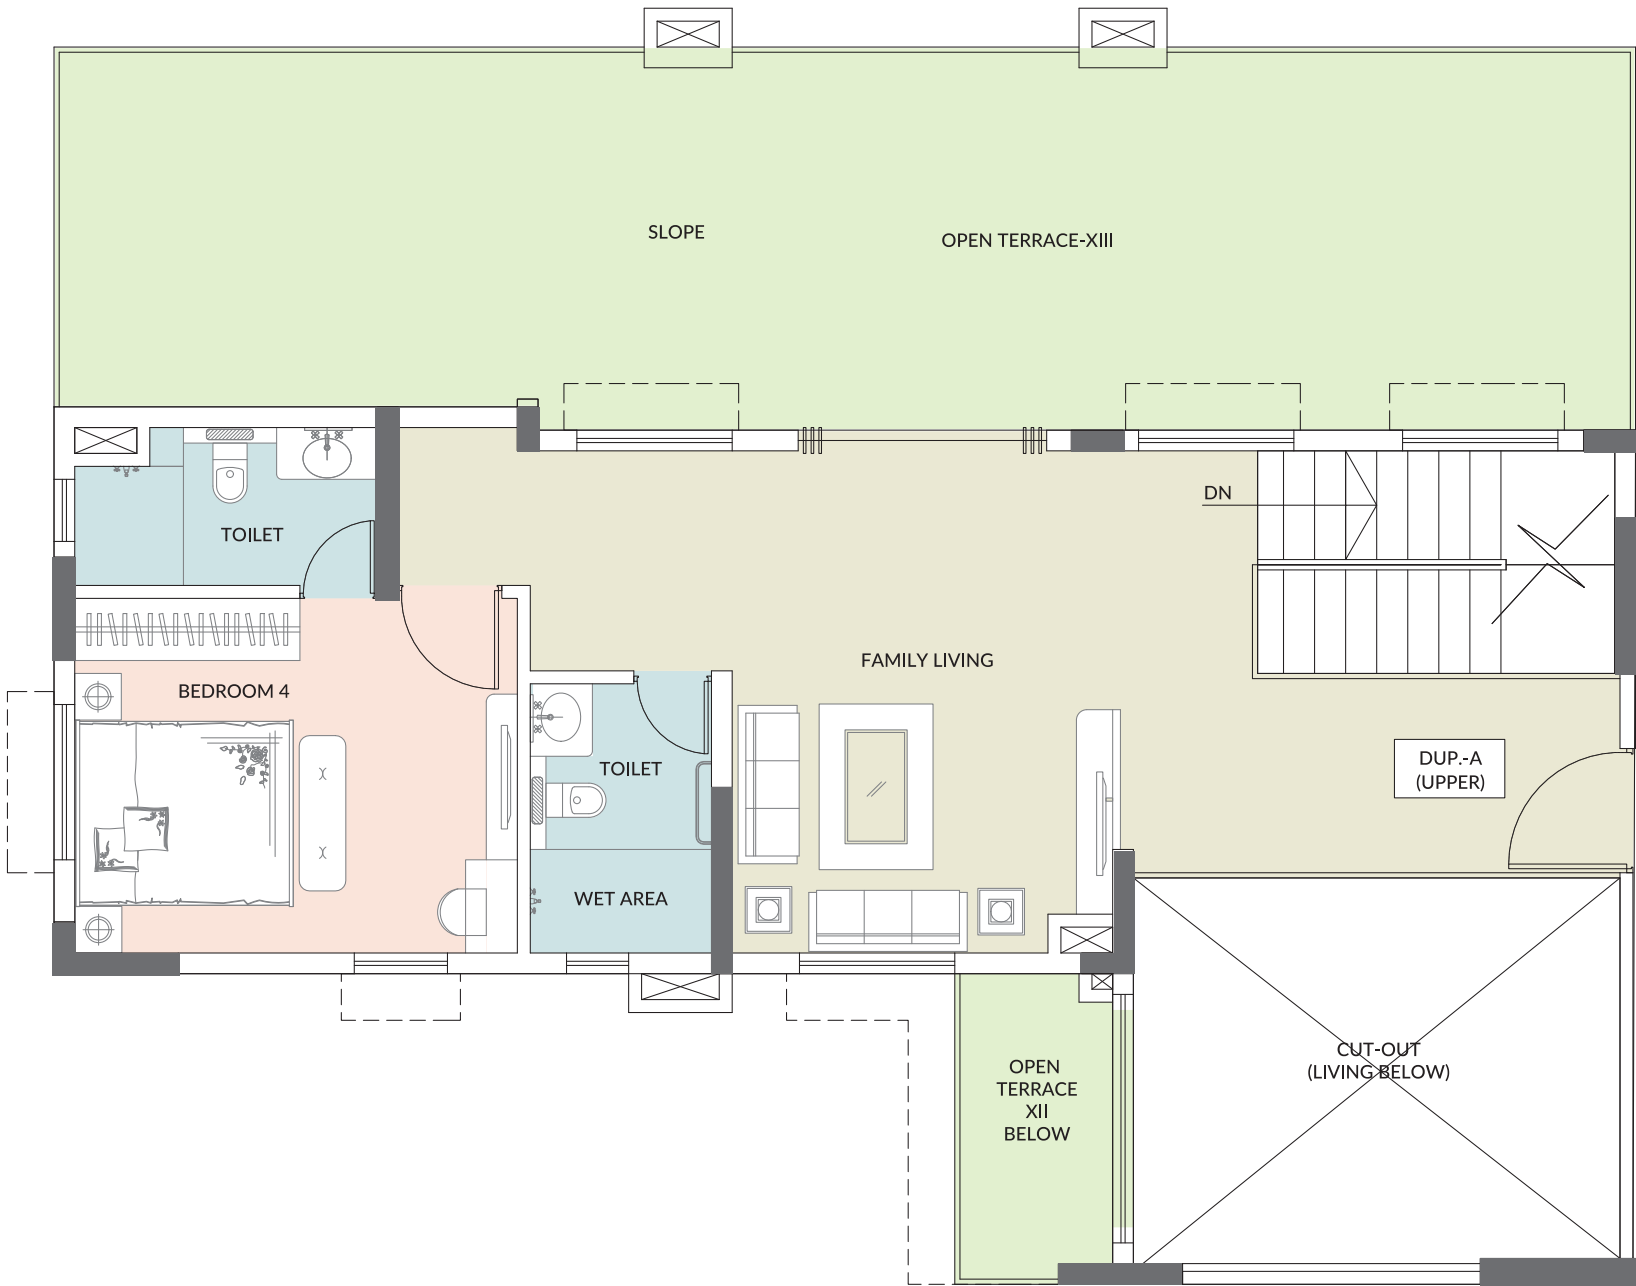 SLOPE
OPEN TERRACE-XIII
DN
TOILET
FAMILY LIVING
BEDROOM 4
TOILET
DUP.-A
(UPPER)
WET AREA
OPEN
TERRACE
XII
BELOW
CUT-OUT
(LIVING BELOW)